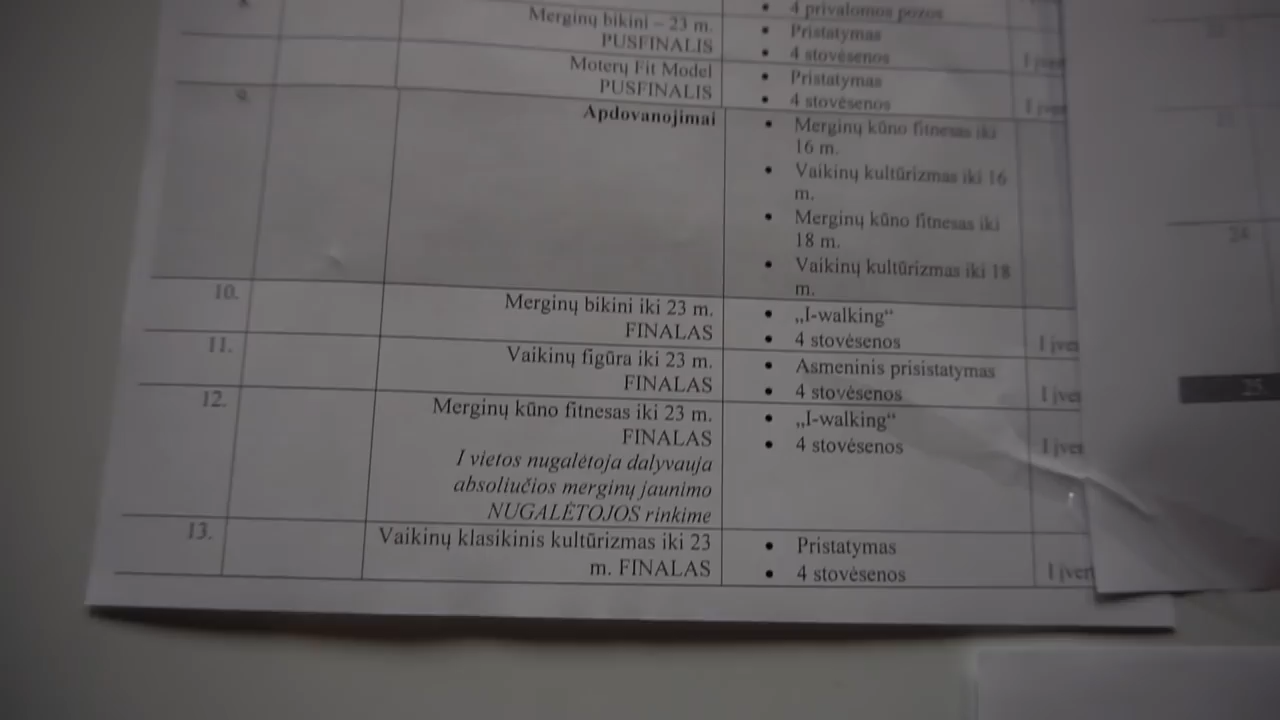 4 privalomos pozos
Merginų bikini – 23 m.
PUSFINALIS
• Pristatymas
• 4 stovėsenos
Moterų Fit Model
PUSFINALIS
• Pristatymas
• 4 stovėsenos
9.
Apdovanojimai
• Merginų kūno fitnesas iki
16 m.
• Vaikinų kultūrizmas iki 16
m.
• Merginų kūno fitnesas iki
18 m.
• Vaikinų kultūrizmas iki 18
m.
10.
Merginų bikini iki 23 m.
FINALAS
• „I-walking“
• 4 stovėsenos
11.
Vaikinų figūra iki 23 m.
FINALAS
• Asmeninis prisistatymas
• 4 stovėsenos
12.
Merginų kūno fitnesas iki 23 m.
FINALAS
I vietos nugalėtoja dalyvauja
absoliučios merginų jaunimo
NUGALĖTOJOS rinkime
• „I-walking“
• 4 stovėsenos
13.
Vaikinų klasikinis kultūrizmas iki 23
m. FINALAS
• Pristatymas
• 4 stovėsenos
24.
25.